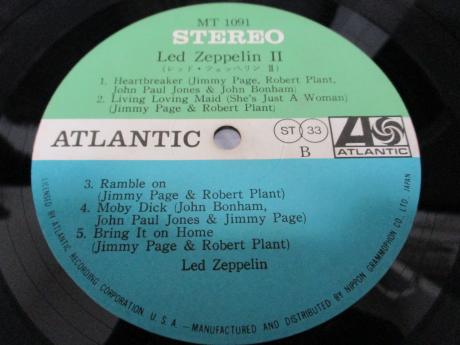 MT 1091
STEREO
Led Zeppelin II
(レッド・ツェッペリン II)
1. Heartbreaker (Jimmy Page, Robert Plant,
John Paul Jones & John Bonham)
2. Living Loving Maid (She's Just A Woman)
(Jimmy Page & Robert Plant)
ATLANTIC
ST 33
B
ATLANTIC
3. Ramble on
(Jimmy Page & Robert Plant)
4. Moby Dick (John Bonham,
John Paul Jones & Jimmy Page)
5. Bring It on Home
(Jimmy Page & Robert Plant)
Led Zeppelin
LICENSED BY ATLANTIC RECORDING CORPORATION U.S.A.-MANUFACTURED AND DISTRIBUTED BY NIPPON GRAMMOPHON CO., LTD. JAPAN